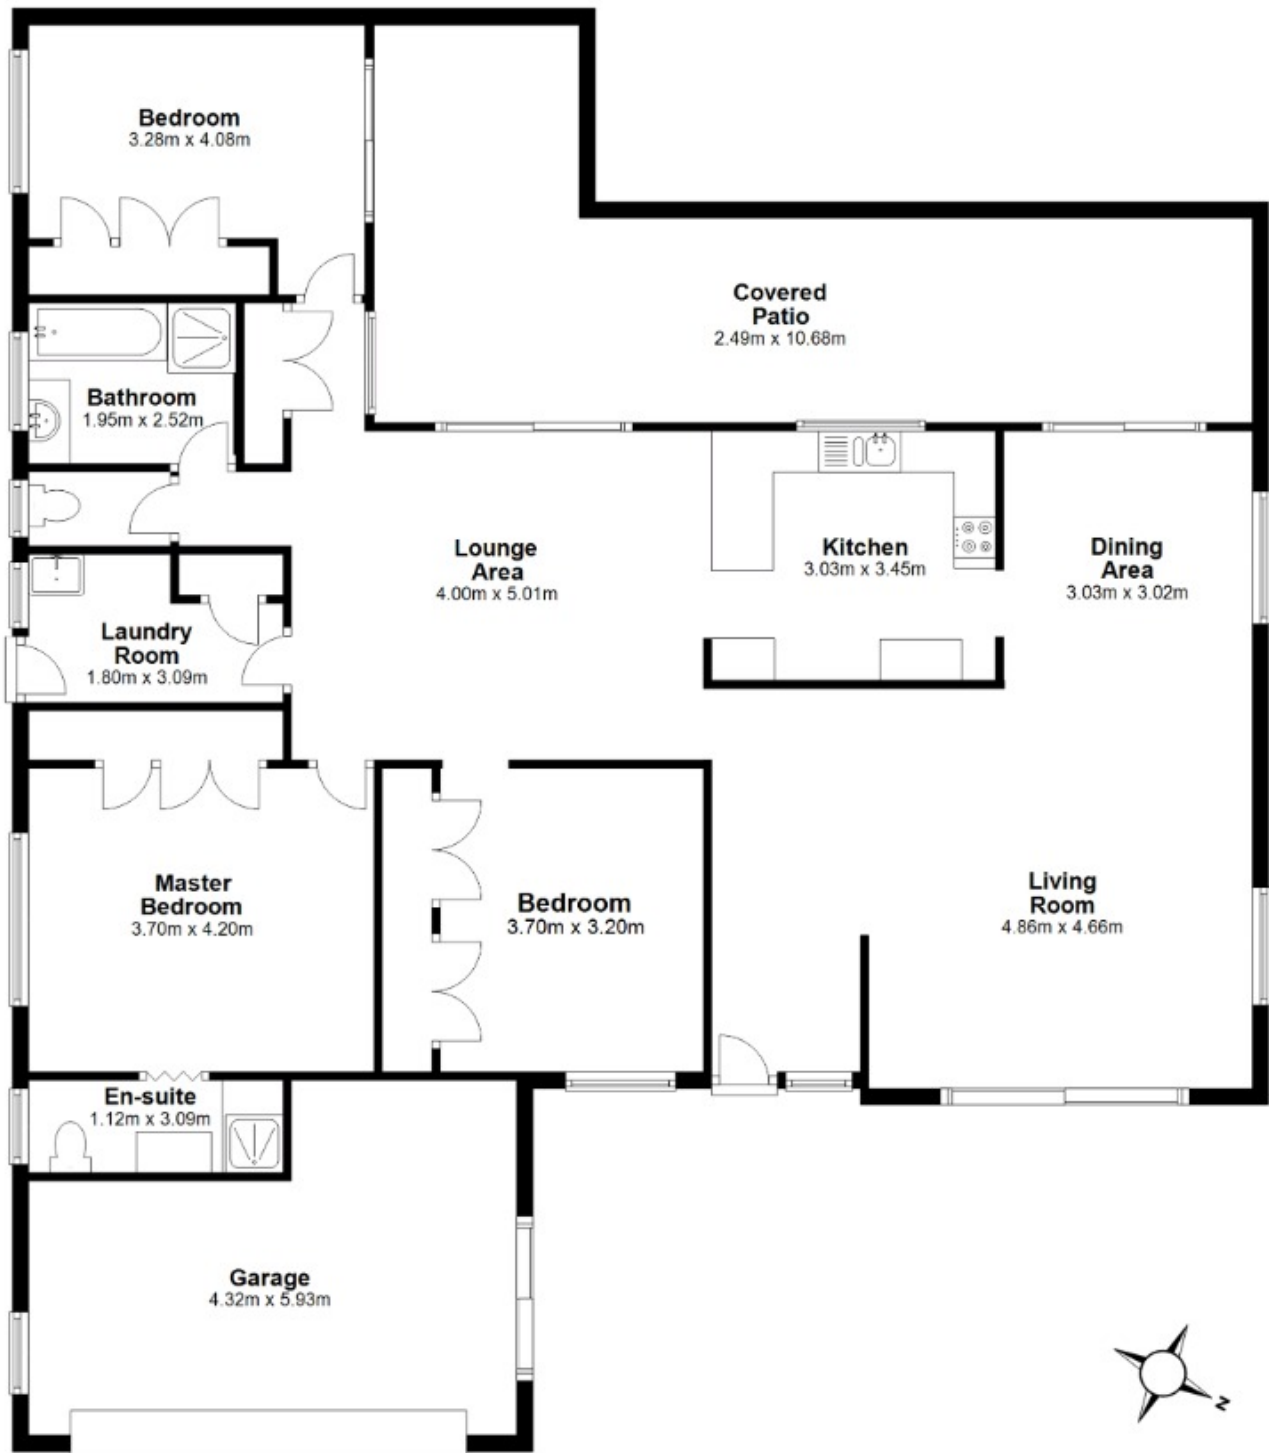 Bedroom
3.28m x 4.08m
Covered
Patio
2.49m x 10.68m
Bathroom
1.95m x 2.52m
Lounge
Area
4.00m x 5.01m
Kitchen
3.03m x 3.45m
Dining
Area
3.03m x 3.02m
Laundry
Room
1.80m x 3.09m
Master
Bedroom
3.70m x 4.20m
Bedroom
3.70m x 3.20m
Living
Room
4.86m x 4.66m
En-suite
1.12m x 3.09m
Garage
4.32m x 5.93m
N